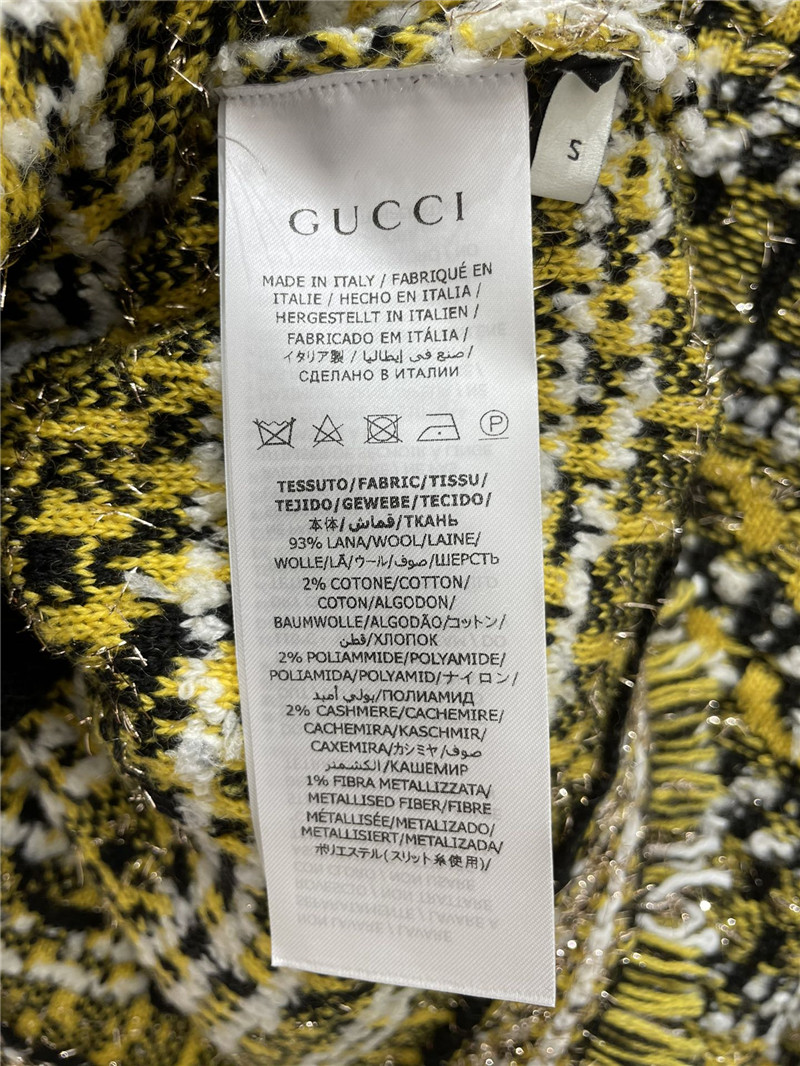 GUCCI
S
MADE IN ITALY / FABRIQUÉ EN
ITALIE / HECHO EN ITALIA /
HERGESTELLT IN ITALIEN /
FABRICADO EM ITÁLIA /
イタリア製 / صنع في إيطاليا /
СДЕЛАНО В ИТАЛИИ
P
TESSUTO/FABRIC/TISSU/
TEJIDO/GEWEBE/TECIDO/
本体/قماش/ТКАНЬ
93% LANA/WOOL/LAINE/
WOLLE/LÃ/ウール/صوف/ШЕРСТЬ
2% COTONE/COTTON/
COTON/ALGODON/
BAUMWOLLE/ALGODÃO/コットン/
قطن/ХЛОПОК
2% POLIAMMIDE/POLYAMIDE/
POLIAMIDA/POLYAMID/ナイロン/
بولي أميد/ПОЛИАМИД
2% CASHMERE/CACHEMIRE/
CACHEMIRA/KASCHMIR/
CAXEMIRA/カシミヤ/صوف
الكشمير/КАШЕМИР
1% FIBRA METALLIZZATA/
METALLISED FIBER/FIBRE
MÉTALLISÉE/METALIZADO/
METALLISIERT/METALIZADA/
ポリエステル(スリット糸使用)/